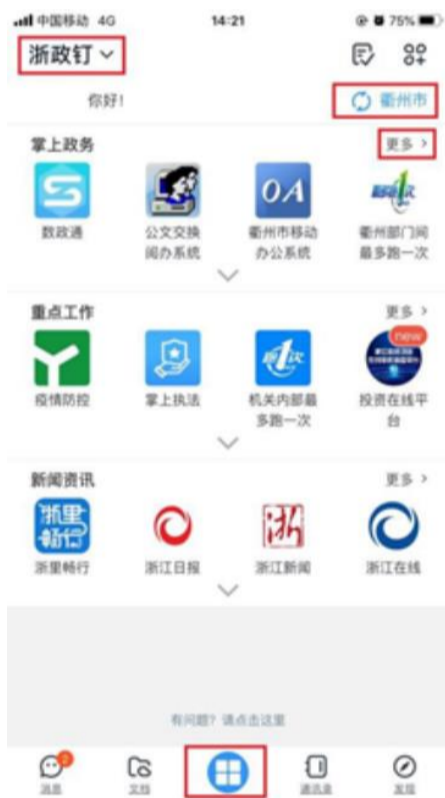 中国移动 4G 14:21 75%
浙政钉
你好! 衢州市
掌上政务 更多 >
数政通 公文交换阅办系统 OA 衢州市移动办公系统 衢州部门间最多跑一次
重点工作 更多 >
new
疫情防控 掌上执法 机关内部最多跑一次 投资在线平台
新闻资讯 更多 >
浙里畅行 浙江日报 浙 浙江新闻 浙江在线
有问题? 请点击这里
2
消息 文档 通讯录 发现